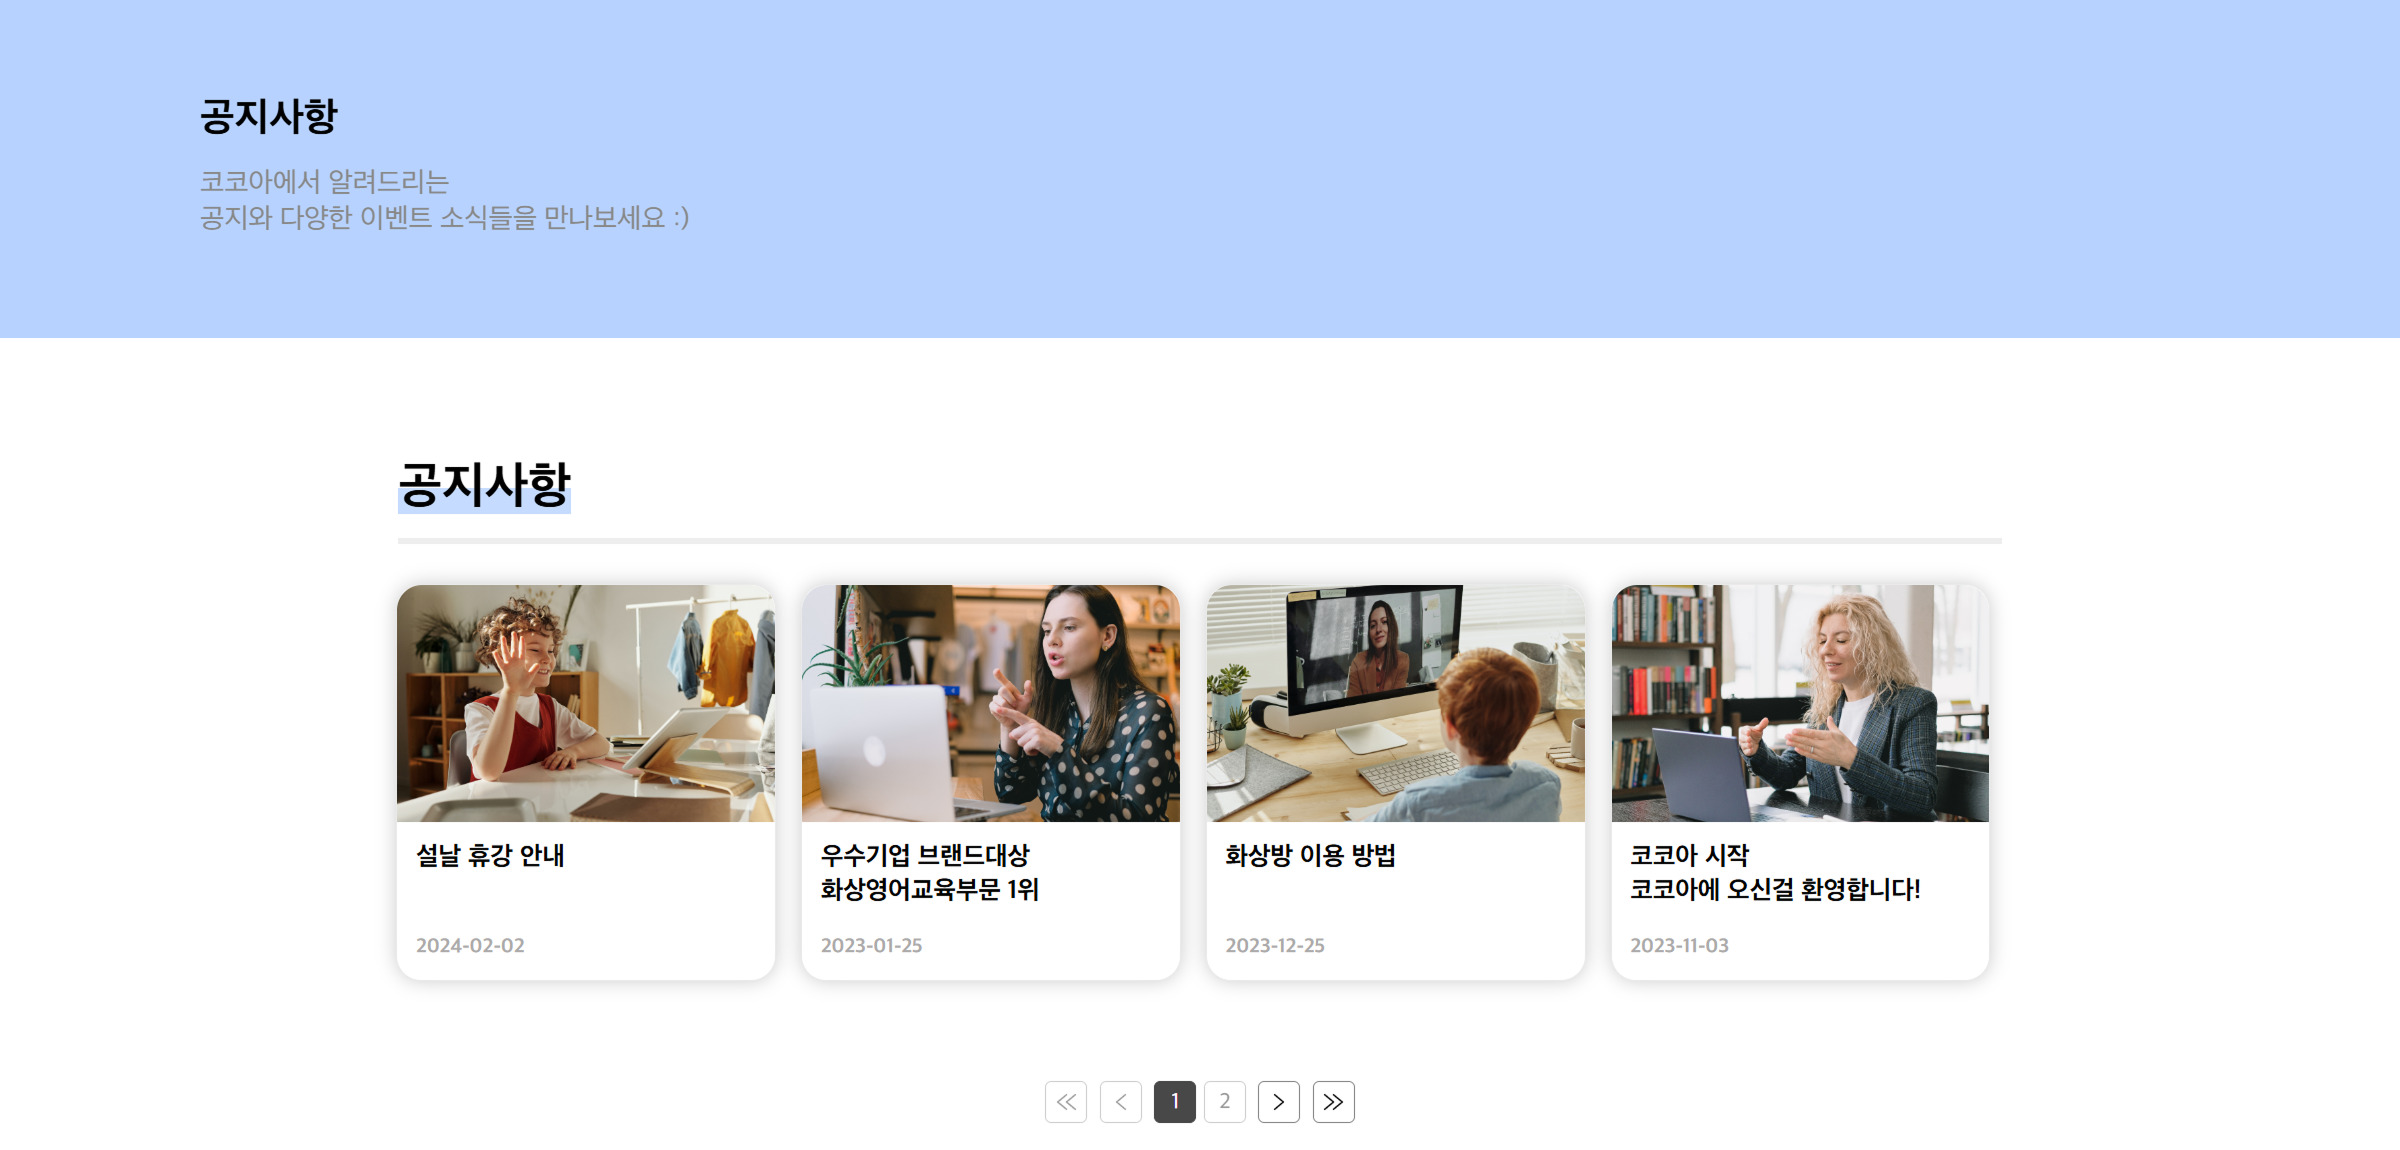 공지사항
코코아에서 알려드리는
공지와 다양한 이벤트 소식들을 만나보세요 :)
공지사항
설날 휴강 안내
2024-02-02
우수기업 브랜드대상
화상영어교육부문 1위
2023-01-25
화상방 이용 방법
2023-12-25
코코아 시작
코코아에 오신걸 환영합니다!
2023-11-03
1 2